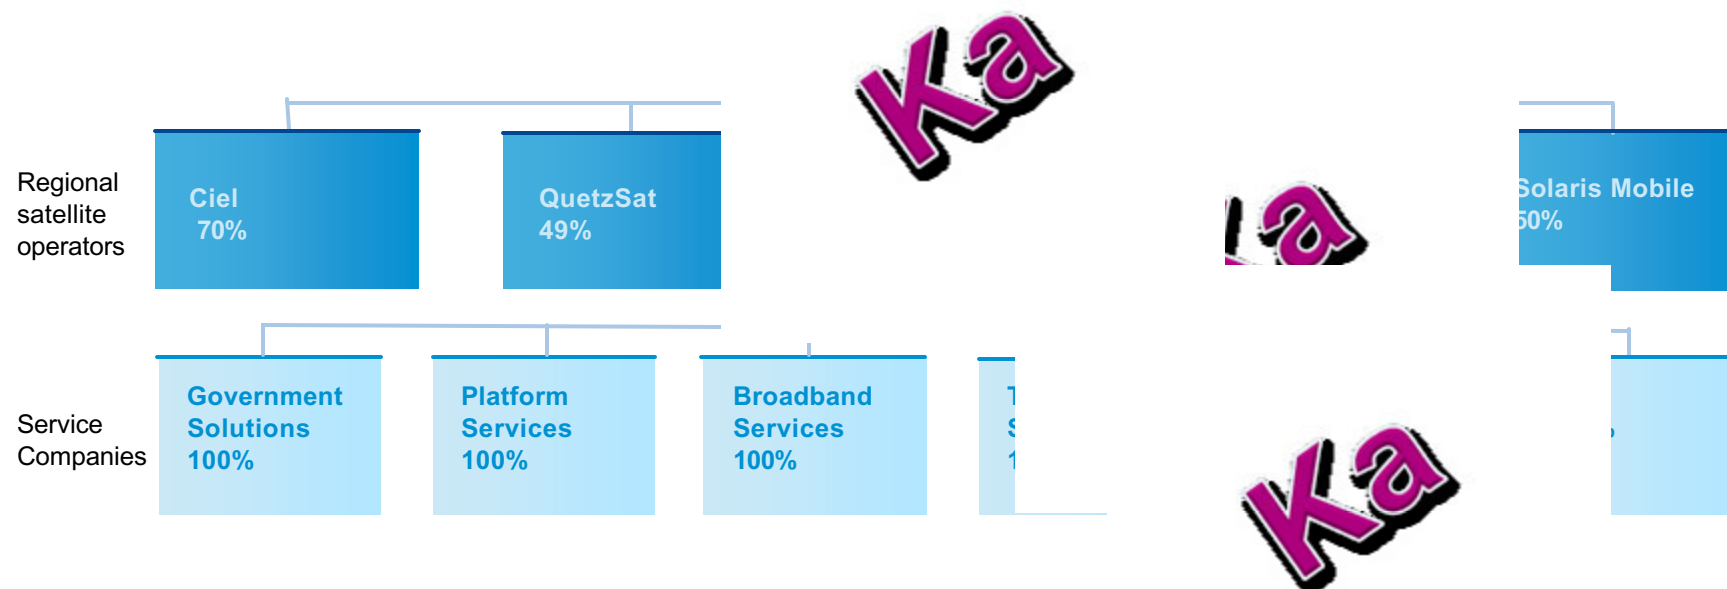 Ka
Regional
satellite
operators
Ciel
70%
QuetzSat
49%
Ka
Solaris Mobile
50%
Service
Companies
Government
Solutions
100%
Platform
Services
100%
Broadband
Services
100%
Ka